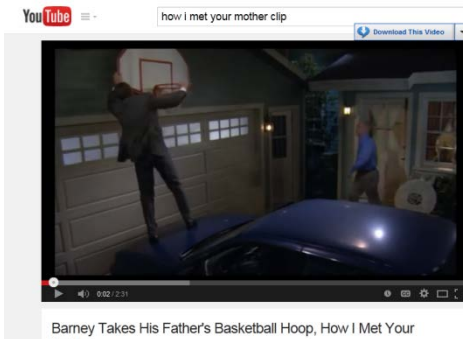 You Tube
how i met your mother clip
Download This Video
0:02 / 2:31
Barney Takes His Father's Basketball Hoop, How I Met Your